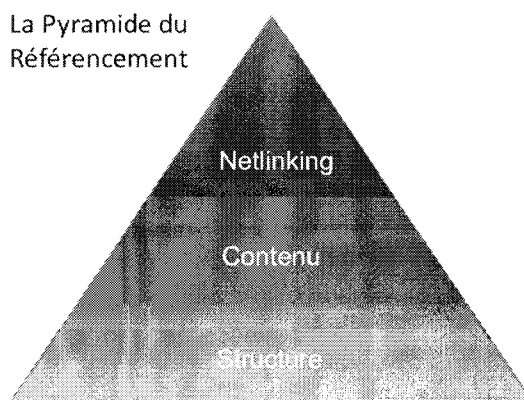 La Pyramide du
Référencement
Netlinking
Contenu
Structure